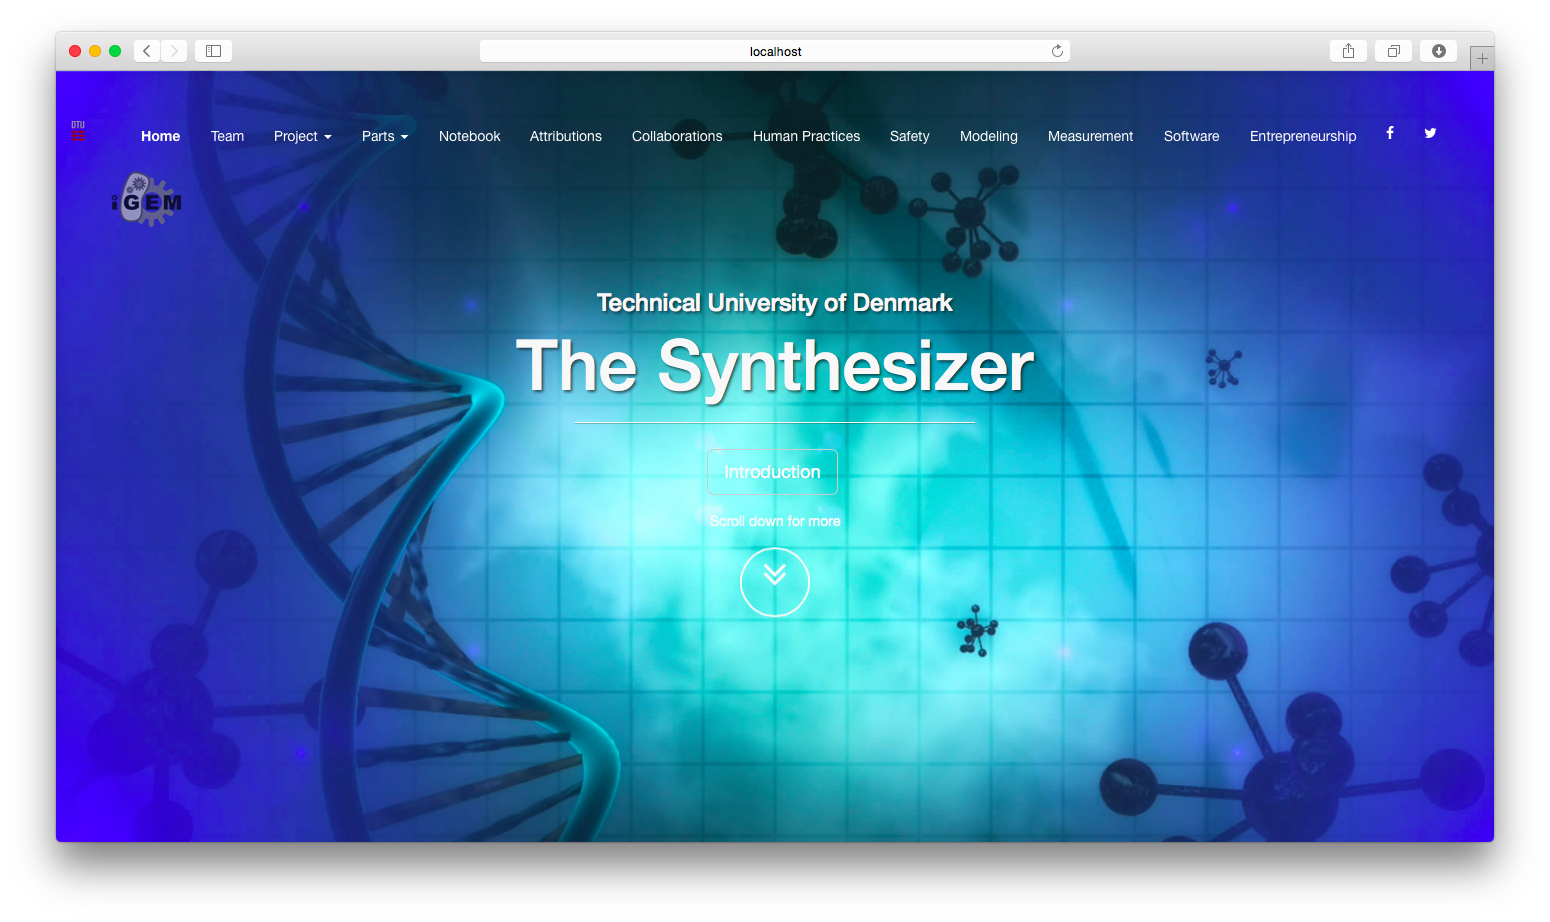 localhost
DTU
Home Team Project Parts Notebook Attributions Collaborations Human Practices Safety Modeling Measurement Software Entrepreneurship
iGEM
Technical University of Denmark
The Synthesizer
Introduction
Scroll down for more